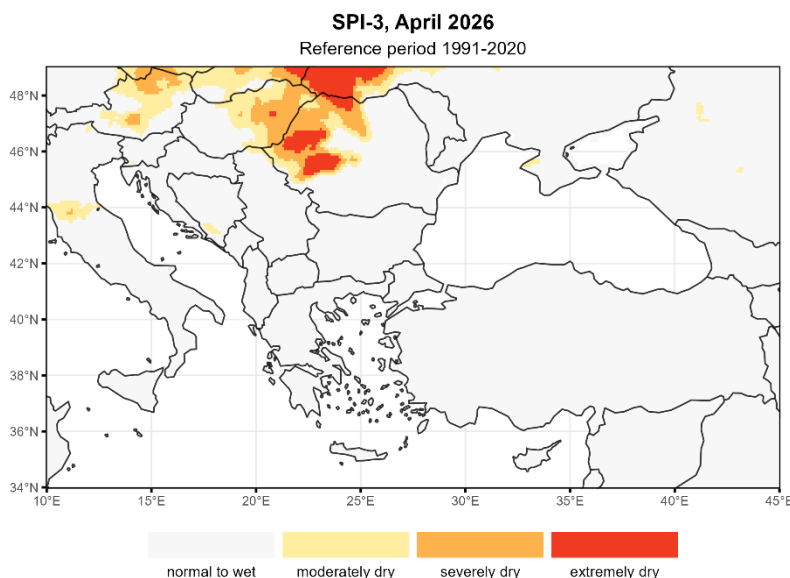 SPI-3, April 2026
Reference period 1991-2020
48°N
46°N
44°N
42°N
40°N
38°N
36°N
34°N
10°E 15°E 20°E 25°E 30°E 35°E 40°E 45°E
normal to wet moderately dry severely dry extremely dry